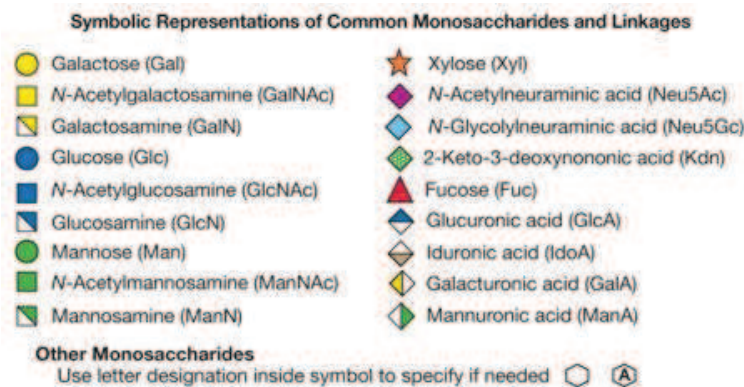 Symbolic Representations of Common Monosaccharides and Linkages
Galactose (Gal)
N-Acetylgalactosamine (GalNAc)
Galactosamine (GalN)
Glucose (Glc)
N-Acetylglucosamine (GlcNAc)
Glucosamine (GlcN)
Mannose (Man)
N-Acetylmannosamine (ManNAc)
Mannosamine (ManN)
Xylose (Xyl)
N-Acetylneuraminic acid (Neu5Ac)
N-Glycolylneuraminic acid (Neu5Gc)
2-Keto-3-deoxynononic acid (Kdn)
Fucose (Fuc)
Glucuronic acid (GlcA)
Iduronic acid (IdoA)
Galacturonic acid (GalA)
Mannuronic acid (ManA)
Other Monosaccharides
Use letter designation inside symbol to specify if needed A